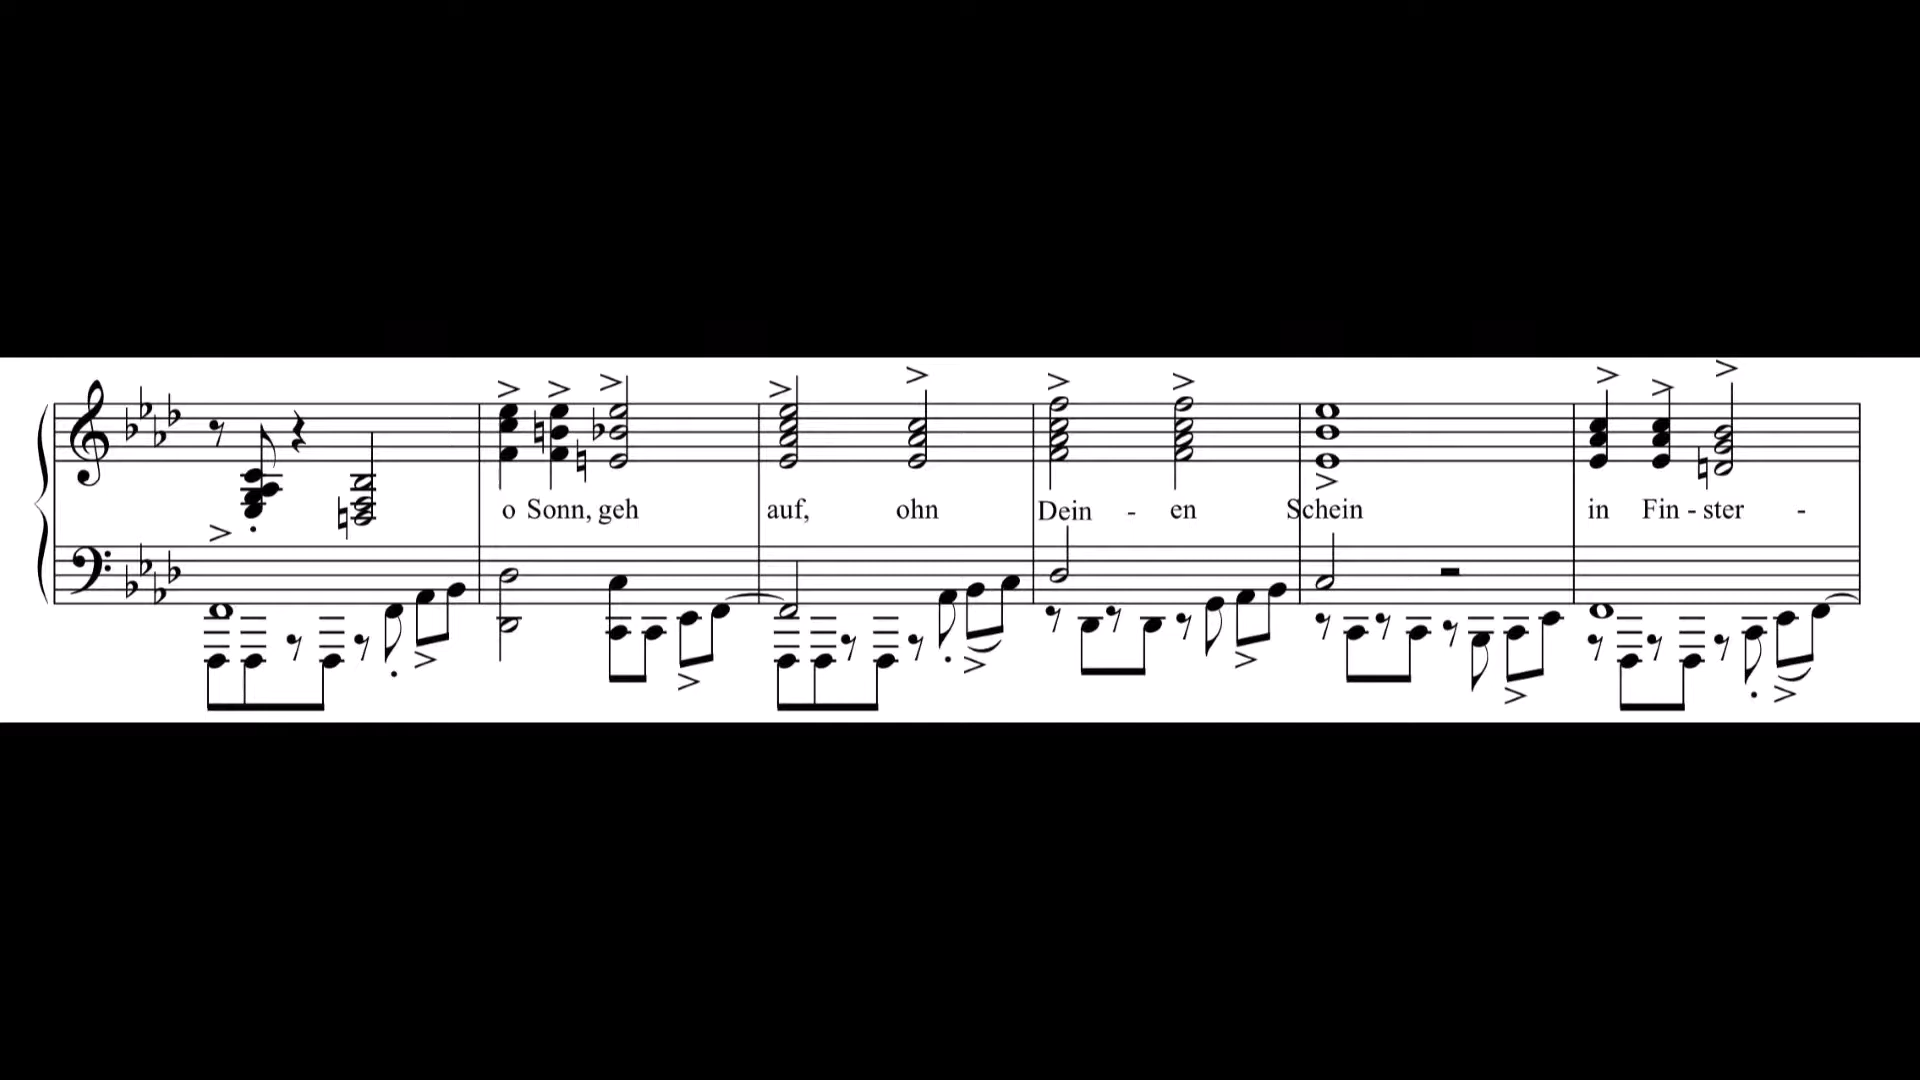 o Sonn, geh auf, ohn Dein - en Schein in Fin - ster -